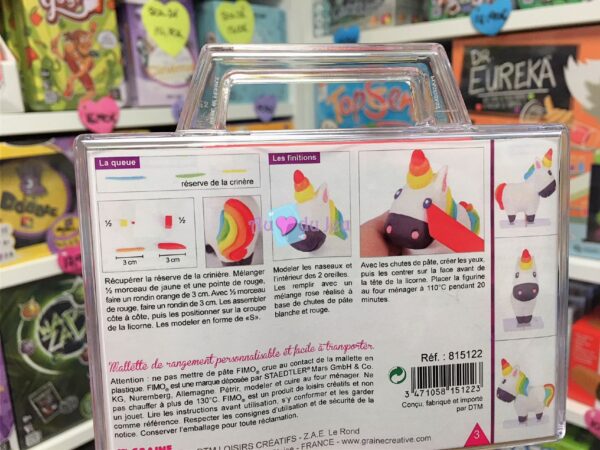 DR.
EUREKA
TopSe
DOBBLE
La queue
réserve de la crinière
½
½
3 cm
3 cm
Récupérer la réserve de la crinière. Mélanger
½ morceau de jaune et une pointe de rouge,
faire un rondin orange de 3 cm. Avec ½ morceau
de rouge, faire un rondin de 3 cm. Les assembler
côte à côte, puis les positionner sur la croupe
de la licorne. Les modeler en forme de «S».
Les finitions
Modeler les naseaux et
l'intérieur des 2 oreilles.
Les remplir avec un
mélange rose réalisé à
base de chutes de pâte
blanche et rouge.
Avec les chutes de pâte, créer les yeux,
puis les centrer sur la face avant de
la tête de la licorne. Placer la figurine
au four ménager à 110°C pendant 20
minutes.
Mallette de rangement personnalisable et facile à transporter.
Attention : ne pas mettre de pâte FIMO® crue au contact de la mallette en
plastique. FIMO® est une marque déposée par STAEDTLER® Mars GmbH & Co.
KG, Nuremberg, Allemagne. Pétrir, modeler et cuire au four ménager. Ne
pas chauffer à plus de 130°C. FIMO® est un produit de loisirs créatifs et non
un jouet. Lire les instructions avant utilisation, s'y conformer et les garder
comme référence. Respecter les consignes d'utilisation et de sécurité de la
notice. Conservez l'emballage pour toute réclamation.
Réf. : 815122
3 471058 151223
Conçu, fabriqué et importé
par DTM
3
GRAINE
DTM LOISIRS CRÉATIFS - Z.A.E. Le Rond
- FRANCE - www.grainecreative.com